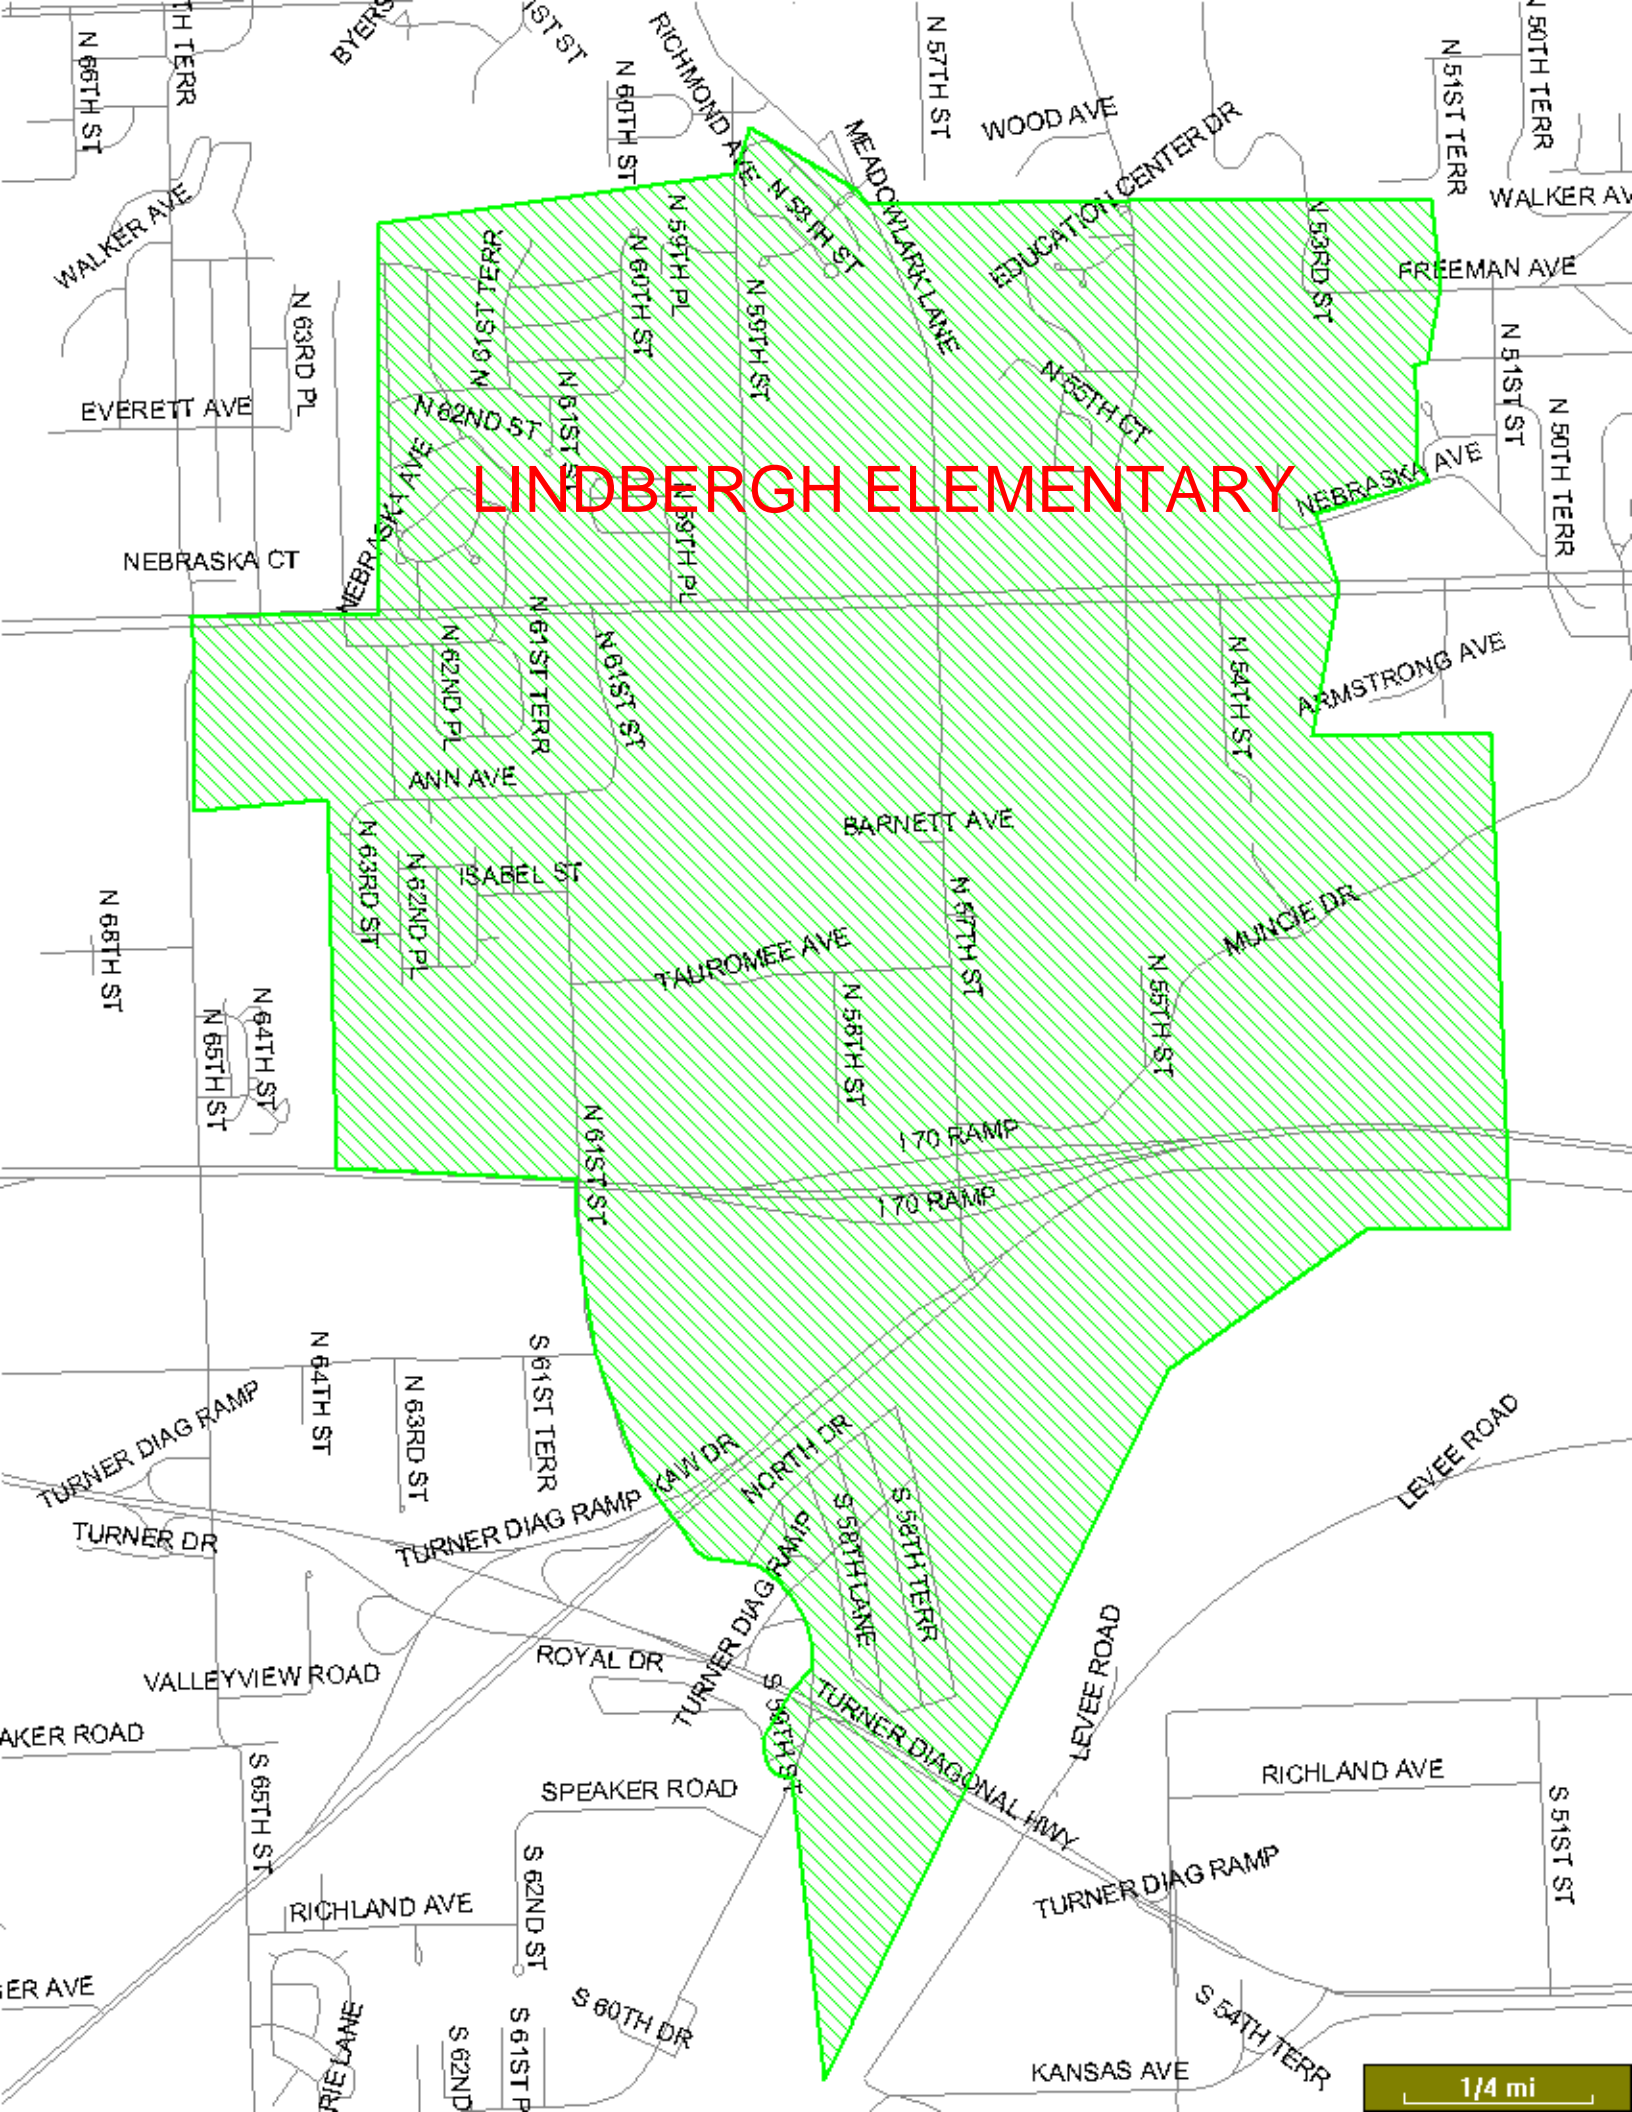 N 66TH ST
TH TERR
BYERS
1ST ST
RICHMOND AVE
N 60TH ST
N 57TH ST
WOOD AVE
MEADOWLARK LANE
EDUCATION CENTER DR
N 51ST TERR
N 50TH TERR
WALKER AV
WALKER AVE
N 58TH ST
N 59TH PL
N 61ST TERR
N 60TH ST
N 59TH ST
N 53RD ST
FREEMAN AVE
N 63RD PL
N 51ST ST
EVERETT AVE
N 62ND ST
N 61ST ST
N 55TH CT
N 50TH TERR
NEBRASKA AVE
LINDBERGH ELEMENTARY
NEBRASKA AVE
N 59TH PL
NEBRASKA CT
N 62ND PL
N 61ST TERR
N 61ST ST
N 54TH ST
ARMSTRONG AVE
ANN AVE
BARNETT AVE
N 63RD ST
N 62ND PL
ISABEL ST
N 57TH ST
MUNCIE DR
N 68TH ST
TAUROMEE AVE
N 58TH ST
N 55TH ST
N 65TH ST
N 64TH ST
N 61ST ST
I 70 RAMP
I 70 RAMP
N 64TH ST
N 63RD ST
S 61ST TERR
TURNER DIAG RAMP
TURNER DR
TURNER DIAG RAMP
KAW DR
NORTH DR
LEVEE ROAD
TURNER DIAG RAMP
S 58TH LANE
S 58TH TERR
ROYAL DR
VALLEYVIEW ROAD
S 59TH ST
LEVEE ROAD
TURNER DIAGONAL HWY
AKER ROAD
S 65TH ST
SPEAKER ROAD
RICHLAND AVE
S 51ST ST
S 62ND ST
TURNER DIAG RAMP
RICHLAND AVE
GER AVE
RIE LANE
S 62ND
S 61ST P
S 60TH DR
S 54TH TERR
KANSAS AVE
1/4 mi